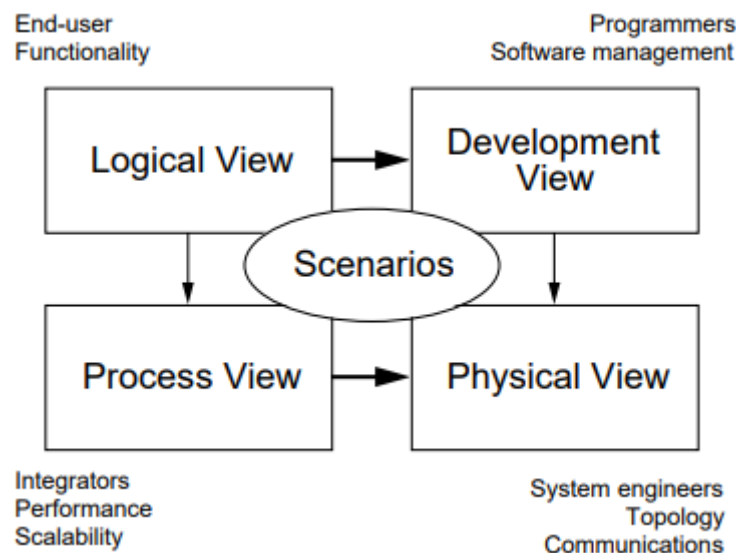 End-user
Functionality
Programmers
Software management
Logical View
Development
View
Scenarios
Process View
Physical View
Integrators
Performance
Scalability
System engineers
Topology
Communications